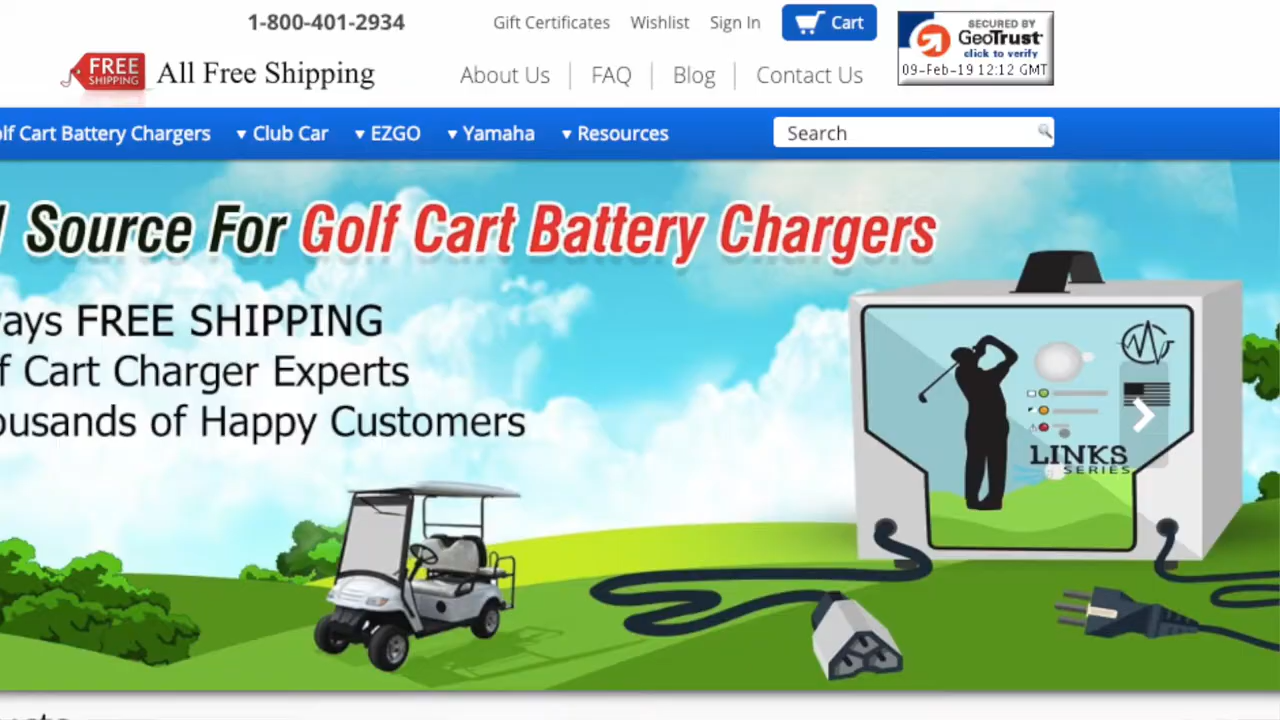 1-800-401-2934
Gift Certificates Wishlist Sign In Cart
SECURED BY
GeoTrust
click to verify
09-Feb-19 12:12 GMT
FREE
SHIPPING
All Free Shipping
About Us FAQ Blog Contact Us
lf Cart Battery Chargers Club Car EZGO Yamaha Resources Search
Source For Golf Cart Battery Chargers
ays FREE SHIPPING
f Cart Charger Experts
ousands of Happy Customers
LINKS
SERIES